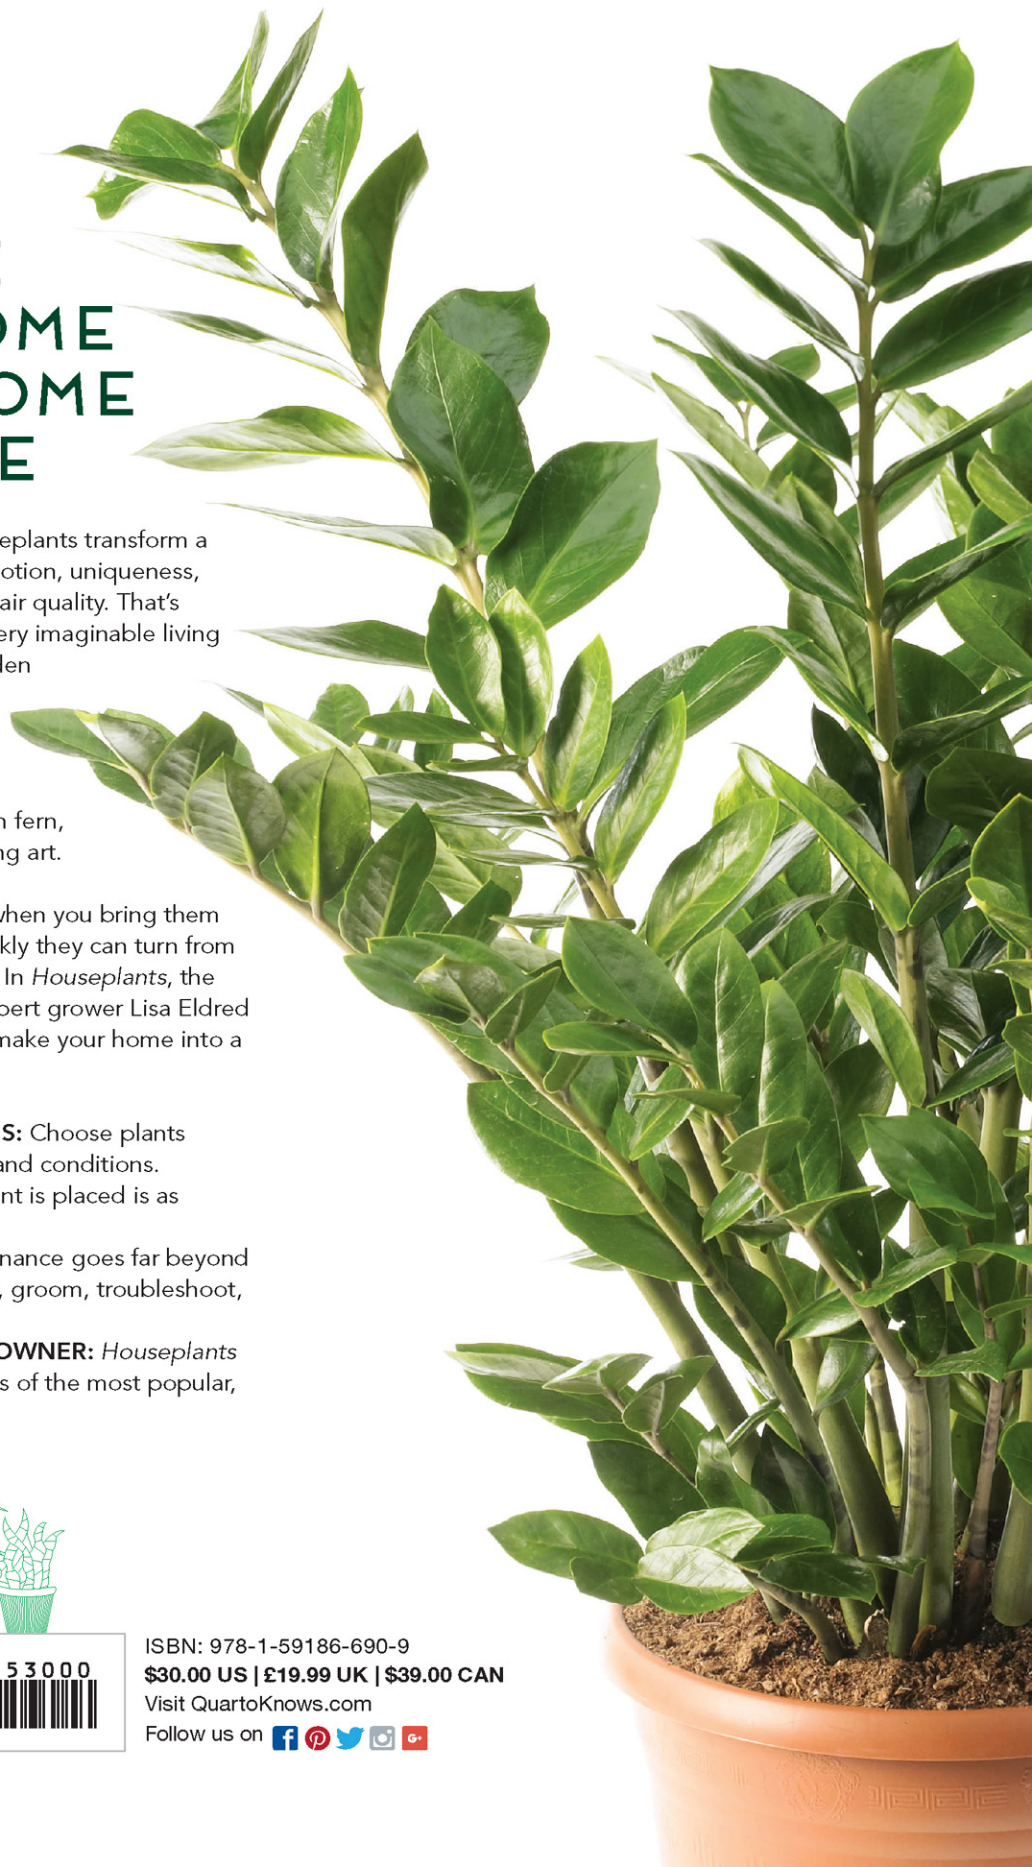 OME
OME
E
eplants transform a
otion, uniqueness,
air quality. That's
ery imaginable living
den
n fern,
ng art.
when you bring them
kly they can turn from
In Houseplants, the
pert grower Lisa Eldred
make your home into a
S: Choose plants
and conditions.
nt is placed is as
nance goes far beyond
, groom, troubleshoot,
OWNER: Houseplants
s of the most popular,
53000
ISBN: 978-1-59186-690-9
$30.00 US | £19.99 UK | $39.00 CAN
Visit QuartoKnows.com
Follow us on